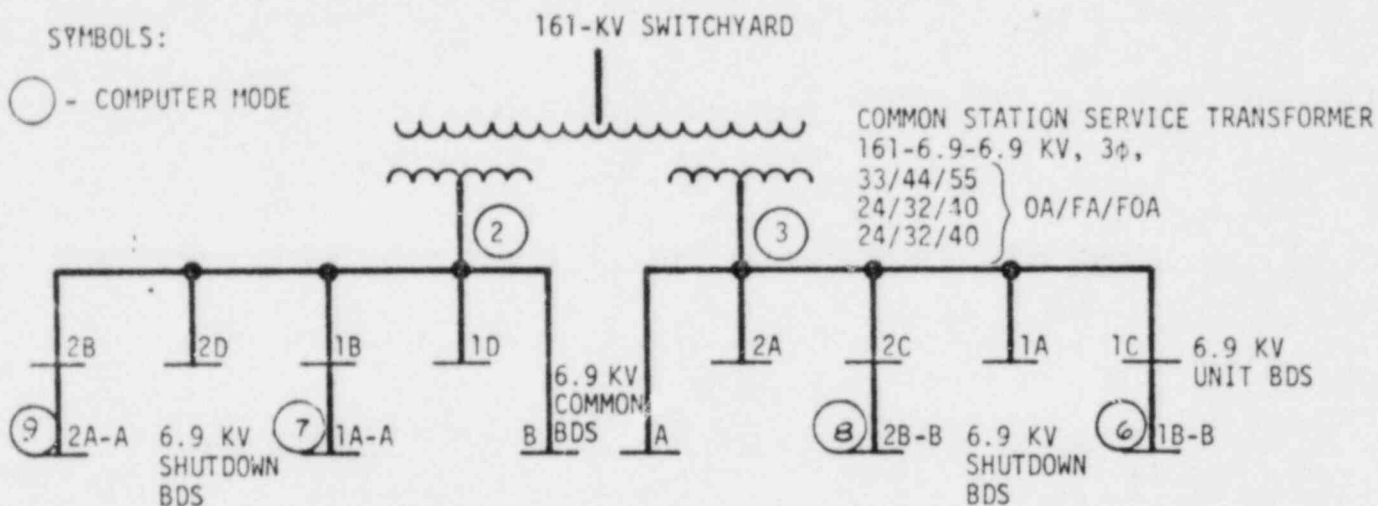 SYMBOLS:
- COMPUTER MODE
161-KV SWITCHYARD
COMMON STATION SERVICE TRANSFORMER
161-6.9-6.9 KV, 3φ,
33/44/55
24/32/40
24/32/40
OA/FA/FOA
2
3
2B
2D
1B
1D
6.9 KV
COMMON
BDS
2A
2C
1A
1C
6.9 KV
UNIT BDS
9
2A-A
6.9 KV
SHUTDOWN
BDS
7
1A-A
B
A
8
2B-B
6.9 KV
SHUTDOWN
BDS
6
1B-B